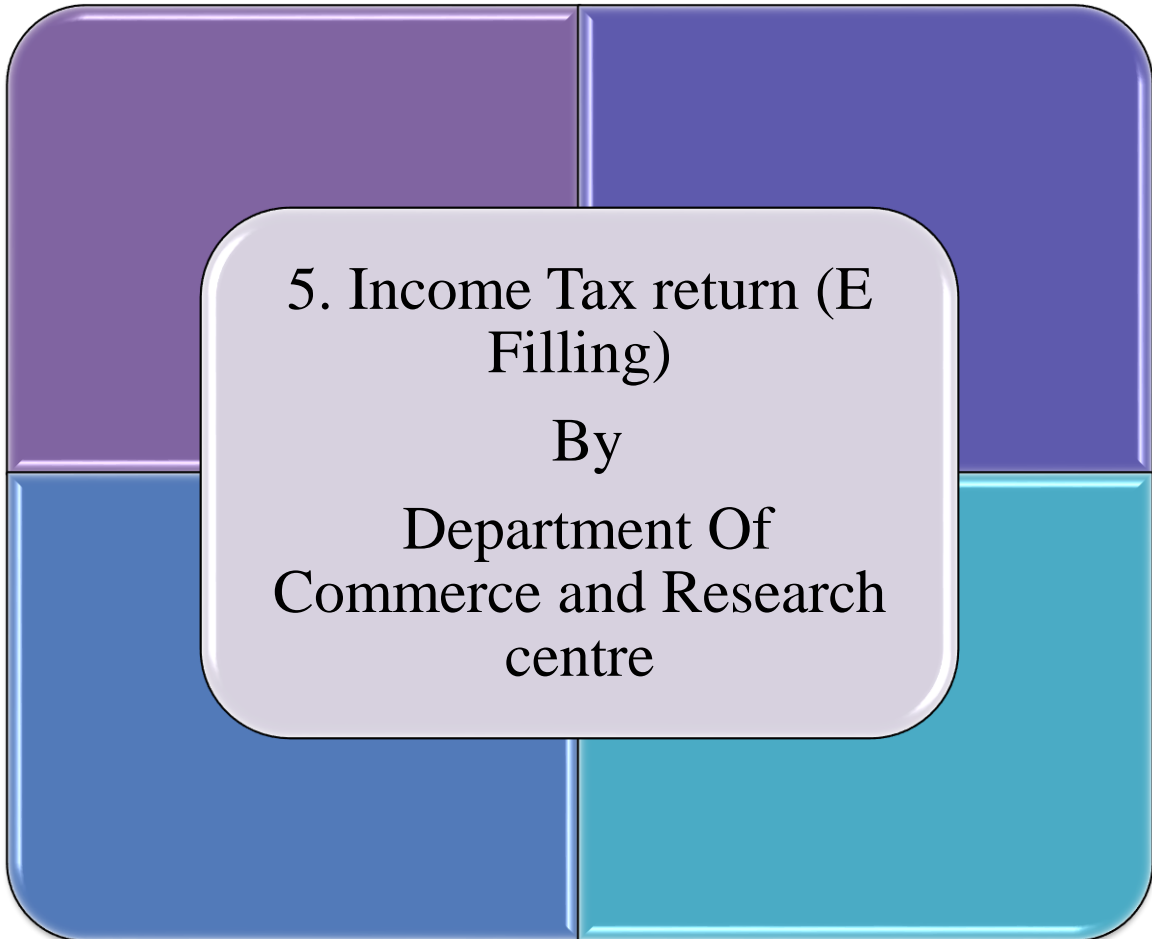 5. Income Tax return (E
Filling)
By
Department Of
Commerce and Research
centre